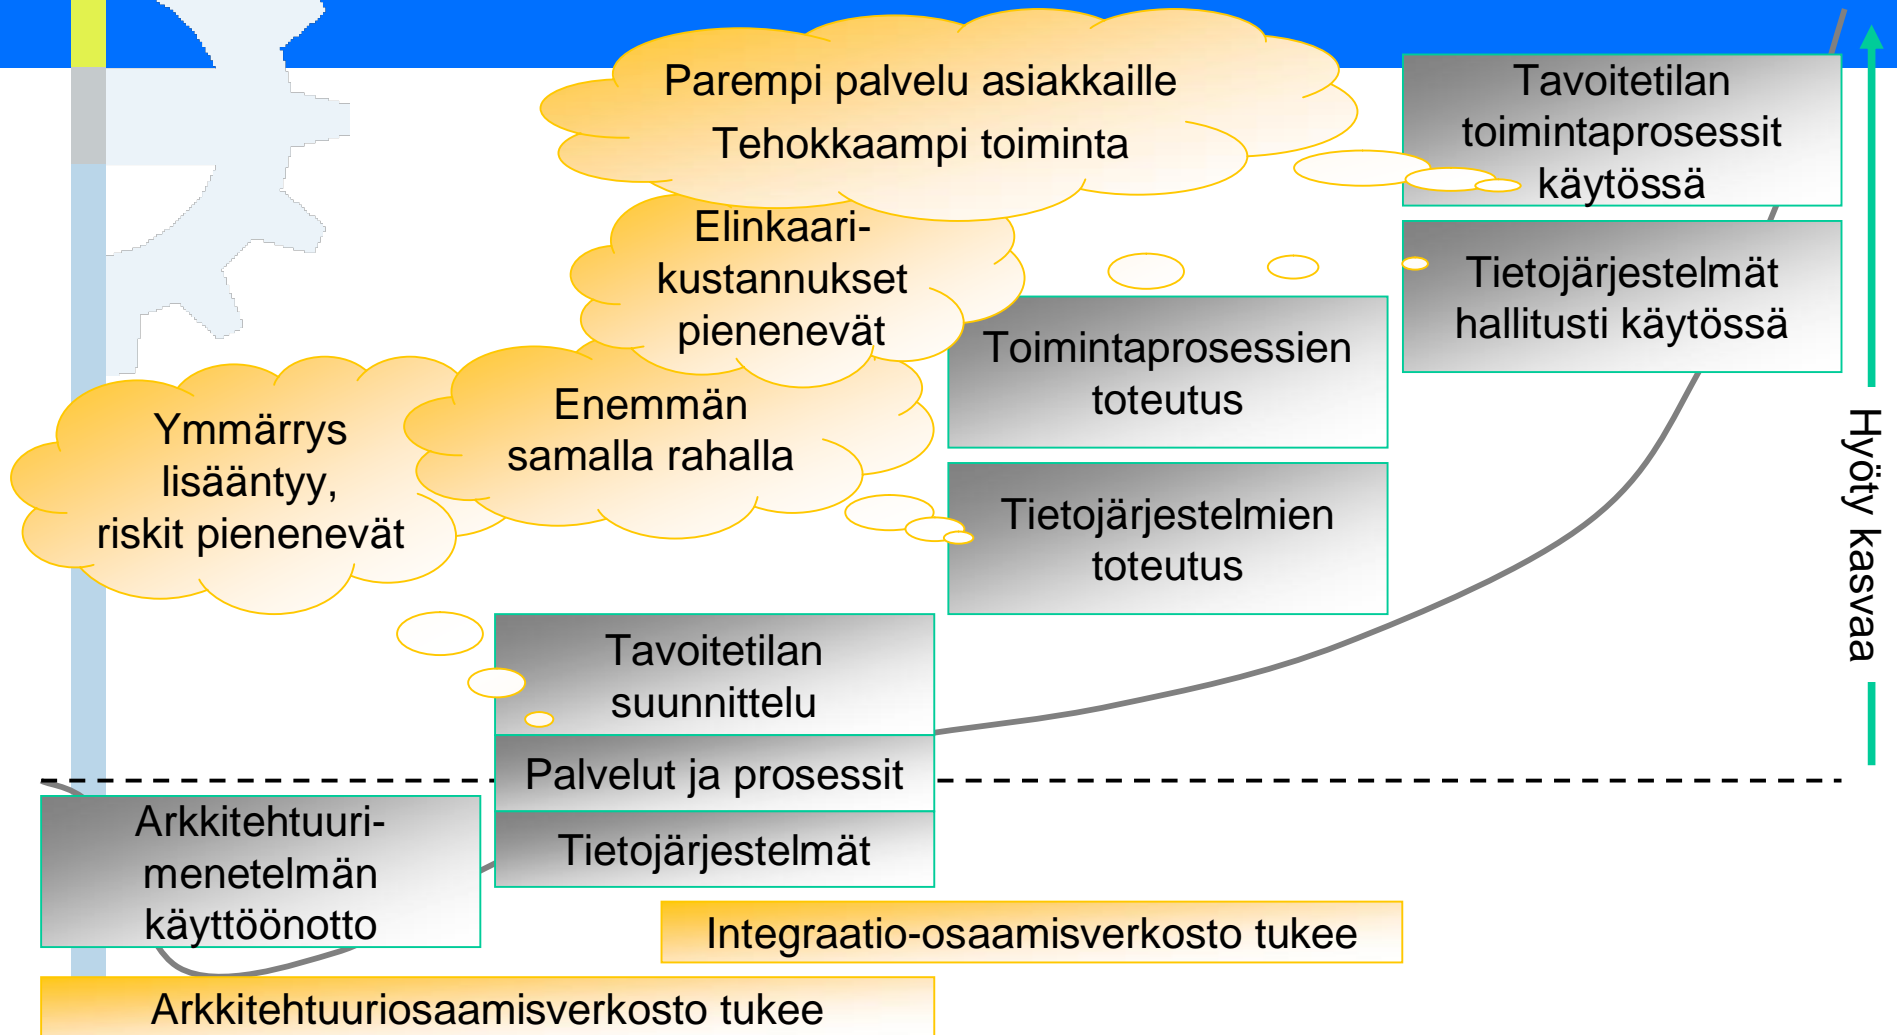 Parempi palvelu asiakkaille
Tehokkaampi toiminta
Tavoitetilan
toimintaprosessit
käytössä
Elinkaari-
kustannukset
pienenevät
Tietojärjestelmät
hallitusti käytössä
Toimintaprosessien
toteutus
Enemmän
samalla rahalla
Ymmärrys
lisääntyy,
riskit pienenevät
Hyöty kasvaa
Tietojärjestelmien
toteutus
Tavoitetilan
suunnittelu
Palvelut ja prosessit
Tietojärjestelmät
Arkkitehtuuri-
menetelmän
käyttöönotto
Integraatio-osaamisverkosto tukee
Arkkitehtuuriosaamisverkosto tukee